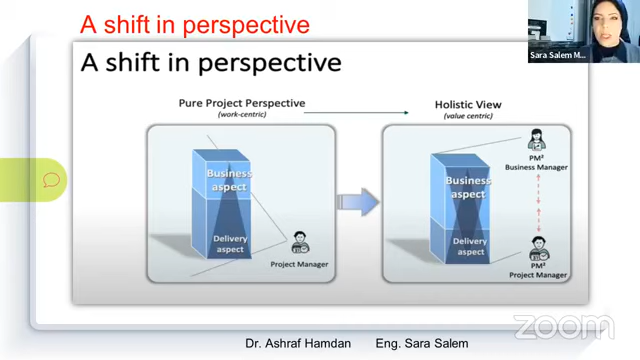 A shift in perspective
Sara Salem M...
A shift in perspective
Pure Project Perspective
(work-centric)
Holistic View
(value centric)
Business
aspect
Delivery
aspect
Project Manager
Business
aspect
Delivery
aspect
PM²
Business Manager
PM²
Project Manager
Dr. Ashraf Hamdan Eng. Sara Salem
zoom